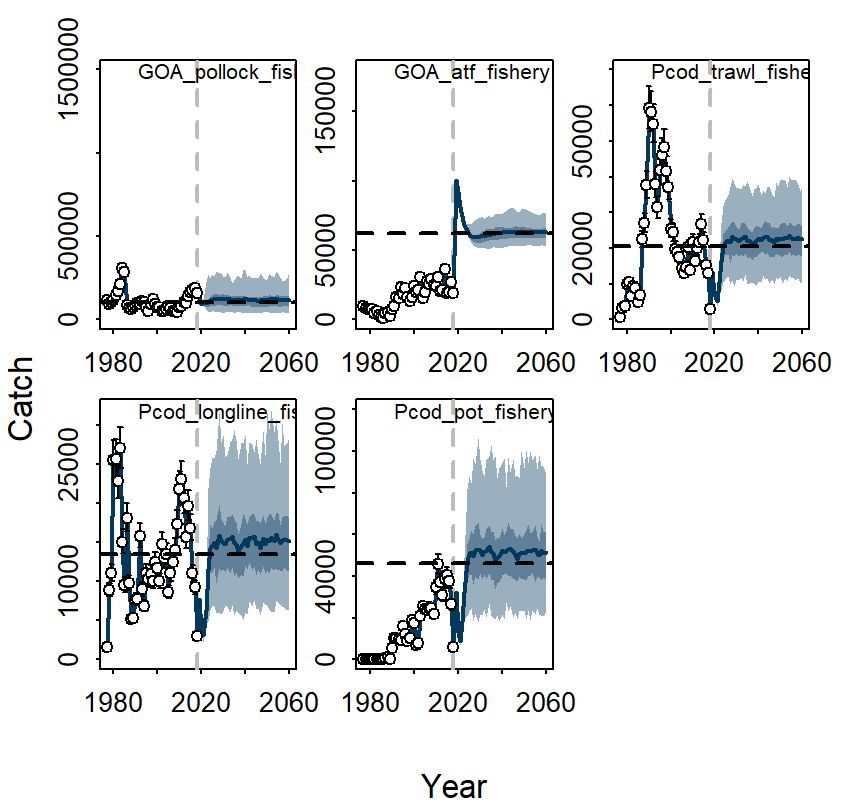 GOA_pollock_fis
GOA_atf_fishery
Pcod_trawl_fishe
1500000
500000
0
150000
50000
0
50000
20000
0
1980 2020 2060
1980 2020 2060
1980 2020 2060
Catch
Pcod_longline_fis
Pcod_pot_fishery
25000
10000
0
100000
40000
0
1980 2020 2060
1980 2020 2060
Year